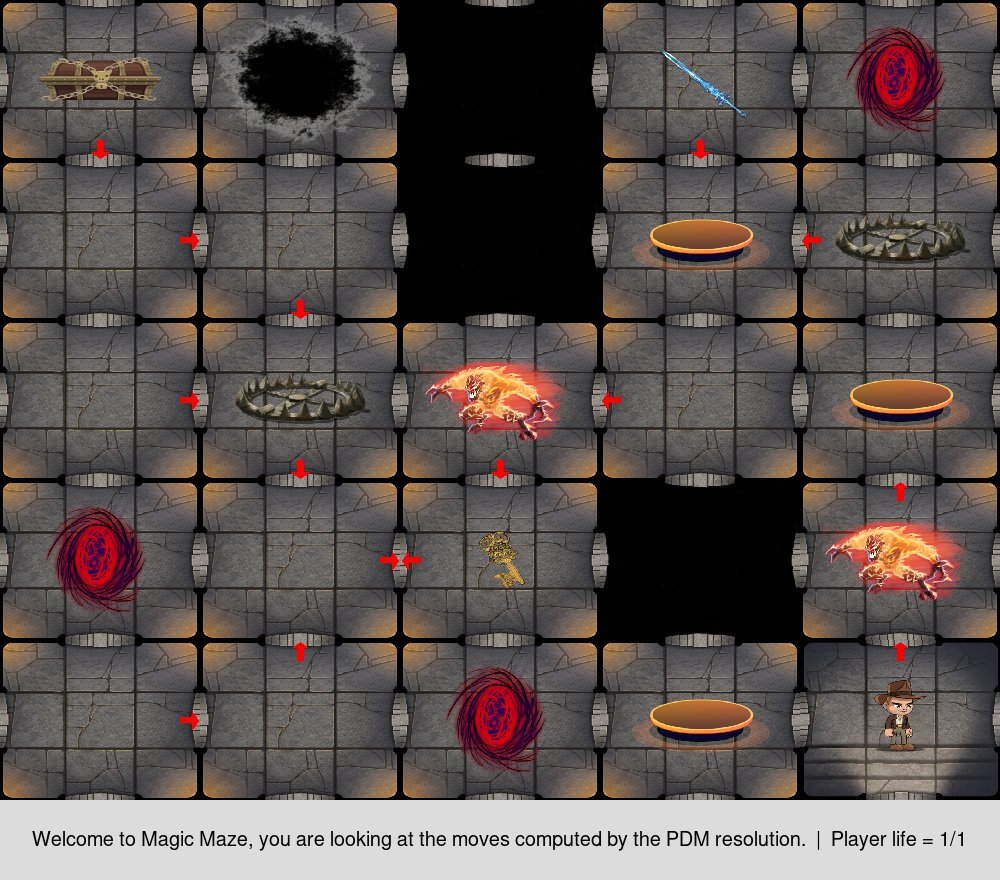 Welcome to Magic Maze, you are looking at the moves computed by the PDM resolution.  |  Player life = 1/1